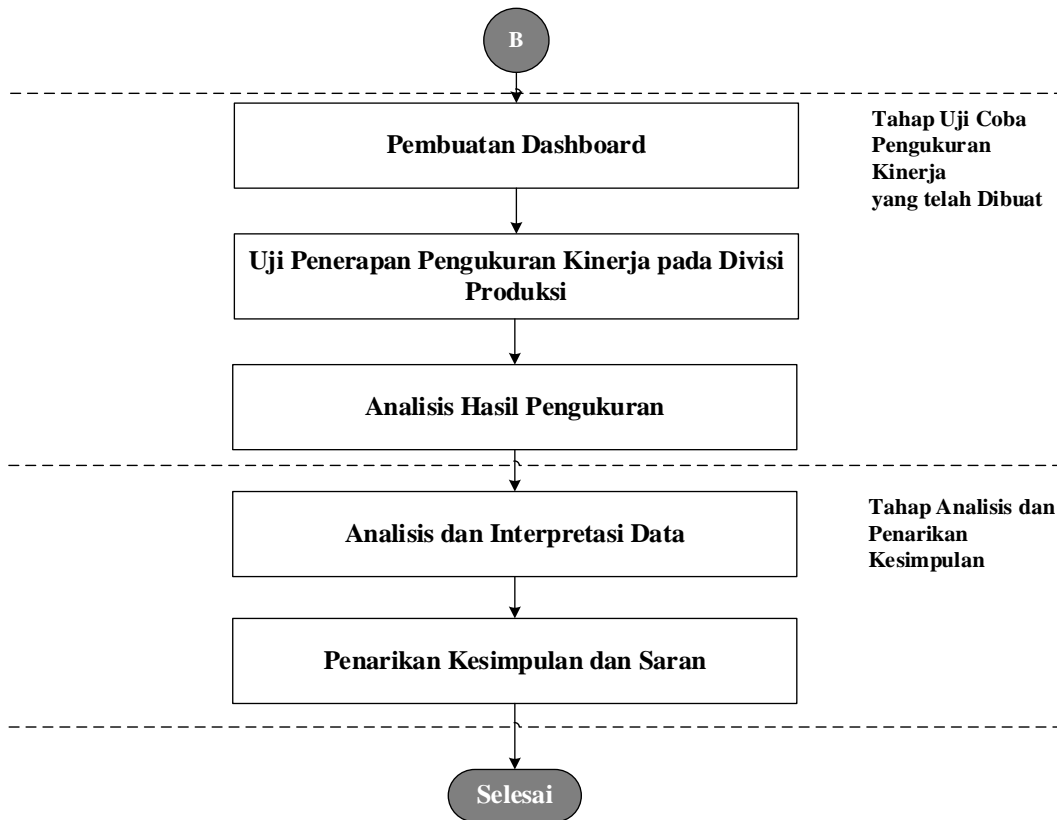 B
Pembuatan Dashboard
Tahap Uji Coba
Pengukuran
Kinerja
yang telah Dibuat
Uji Penerapan Pengukuran Kinerja pada Divisi
Produksi
Analisis Hasil Pengukuran
Analisis dan Interpretasi Data
Tahap Analisis dan
Penarikan
Kesimpulan
Penarikan Kesimpulan dan Saran
Selesai